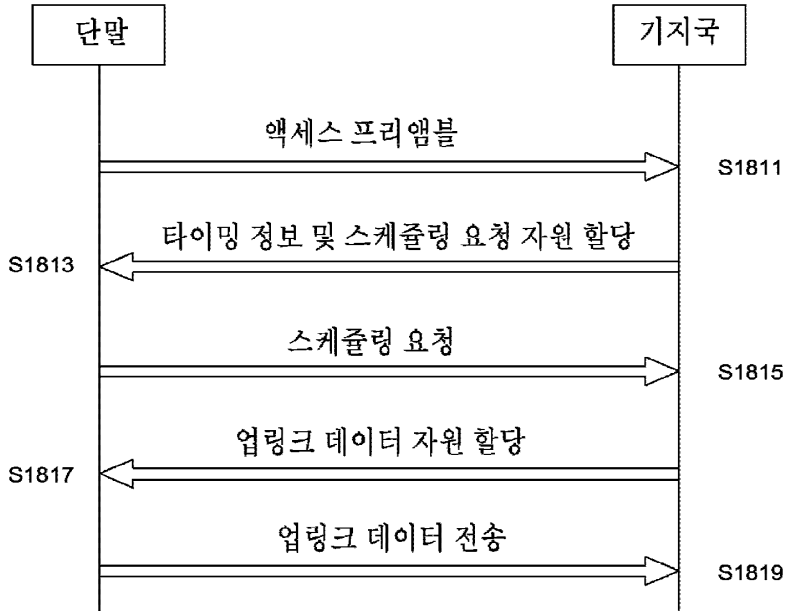 단말
기지국
액세스 프리앰블
S1811
타이밍 정보 및 스케쥴링 요청 자원 할당
S1813
스케쥴링 요청
S1815
업링크 데이터 자원 할당
S1817
업링크 데이터 전송
S1819